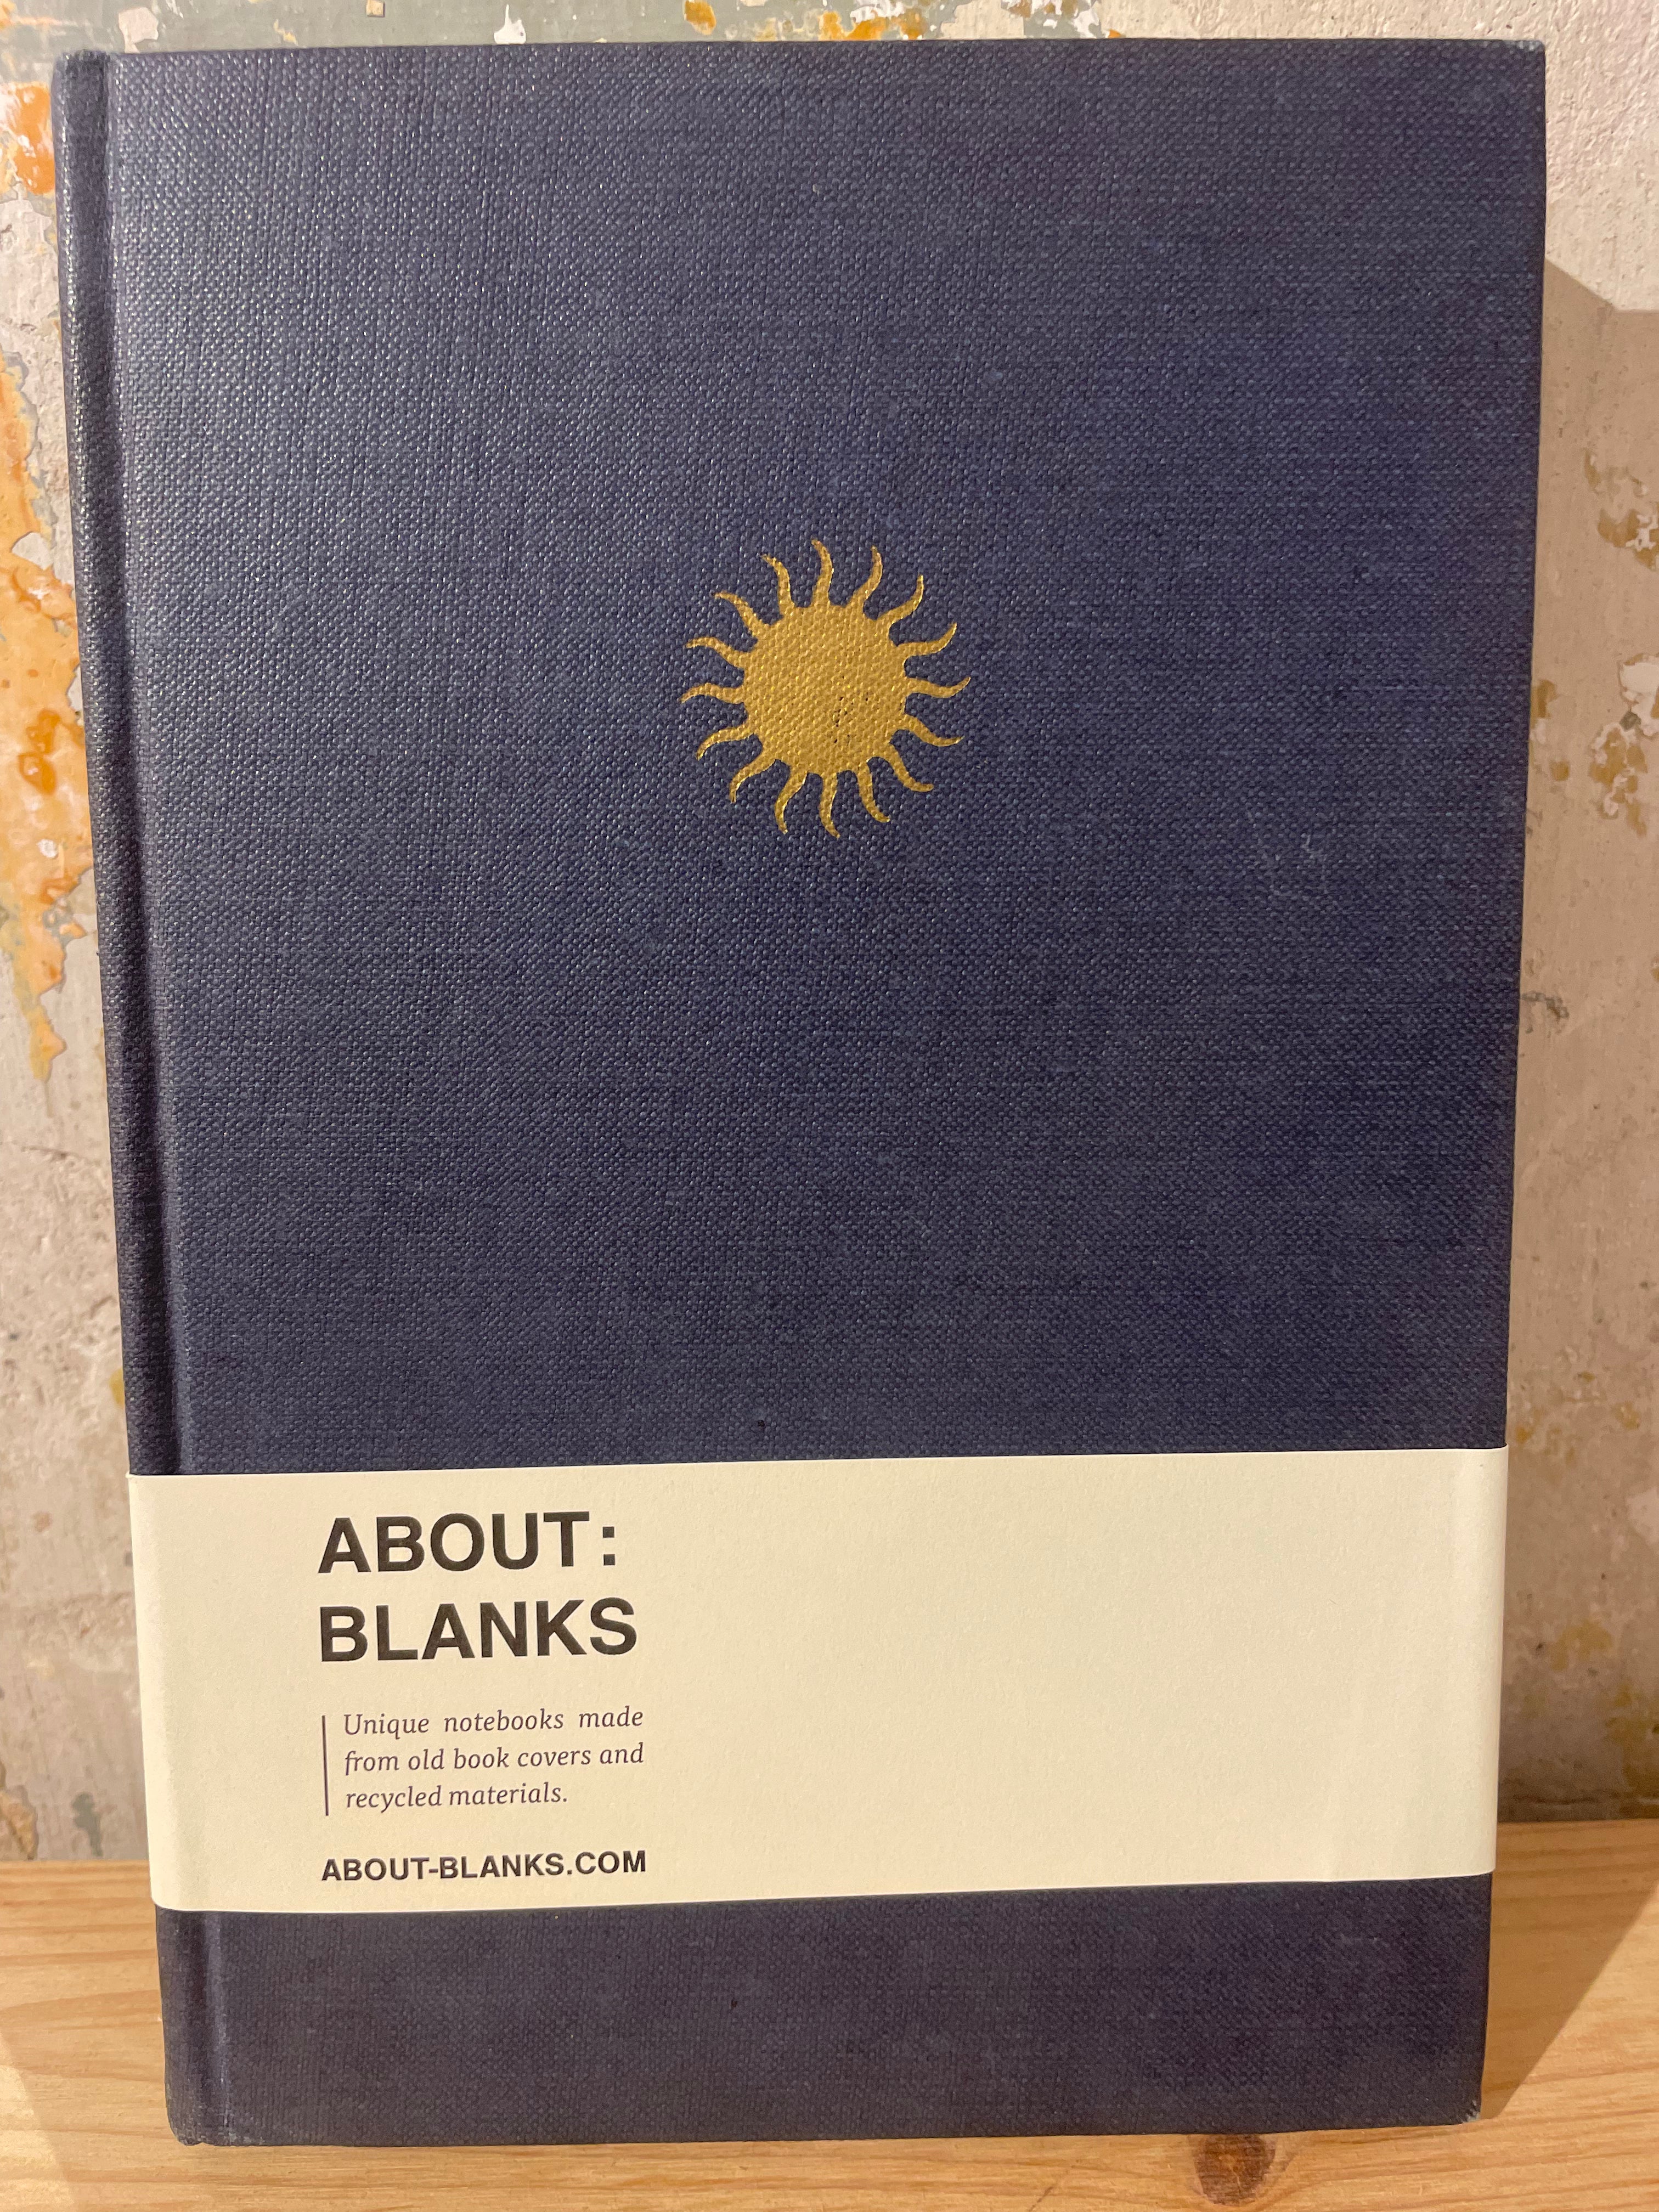 ABOUT:
BLANKS
Unique notebooks made
from old book covers and
recycled materials.
ABOUT-BLANKS.COM